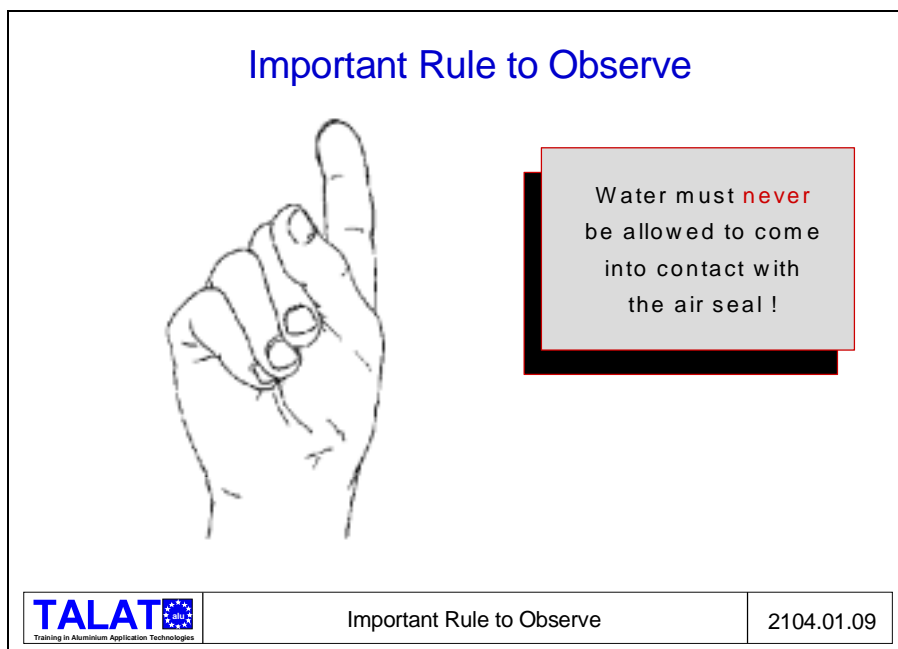 Important Rule to Observe
Water must never
be allowed to come
into contact with
the air seal !
TALAT
alu
Training in Aluminium Application Technologies
Important Rule to Observe
2104.01.09